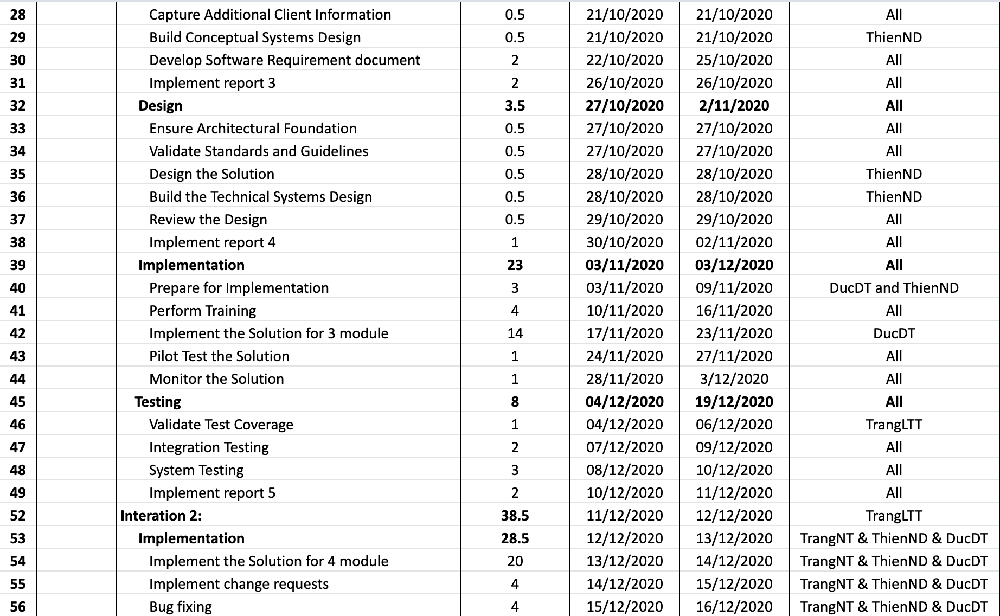 28 Capture Additional Client Information 0.5 21/10/2020 21/10/2020 All
29 Build Conceptual Systems Design 0.5 21/10/2020 21/10/2020 ThienND
30 Develop Software Requirement document 2 22/10/2020 25/10/2020 All
31 Implement report 3 2 26/10/2020 26/10/2020 All
32 Design 3.5 27/10/2020 2/11/2020 All
33 Ensure Architectural Foundation 0.5 27/10/2020 27/10/2020 All
34 Validate Standards and Guidelines 0.5 27/10/2020 27/10/2020 All
35 Design the Solution 0.5 28/10/2020 28/10/2020 ThienND
36 Build the Technical Systems Design 0.5 28/10/2020 28/10/2020 ThienND
37 Review the Design 0.5 29/10/2020 29/10/2020 All
38 Implement report 4 1 30/10/2020 02/11/2020 All
39 Implementation 23 03/11/2020 03/12/2020 All
40 Prepare for Implementation 3 03/11/2020 09/11/2020 DucDT and ThienND
41 Perform Training 4 10/11/2020 16/11/2020 All
42 Implement the Solution for 3 module 14 17/11/2020 23/11/2020 DucDT
43 Pilot Test the Solution 1 24/11/2020 27/11/2020 All
44 Monitor the Solution 1 28/11/2020 3/12/2020 All
45 Testing 8 04/12/2020 19/12/2020 All
46 Validate Test Coverage 1 04/12/2020 06/12/2020 TrangLTT
47 Integration Testing 2 07/12/2020 09/12/2020 All
48 System Testing 3 08/12/2020 10/12/2020 All
49 Implement report 5 2 10/12/2020 11/12/2020 All
52 Interation 2: 38.5 11/12/2020 12/12/2020 TrangLTT
53 Implementation 28.5 12/12/2020 13/12/2020 TrangNT & ThienND & DucDT
54 Implement the Solution for 4 module 20 13/12/2020 14/12/2020 TrangNT & ThienND & DucDT
55 Implement change requests 4 14/12/2020 15/12/2020 TrangNT & ThienND & DucDT
56 Bug fixing 4 15/12/2020 16/12/2020 TrangNT & ThienND & DucDT